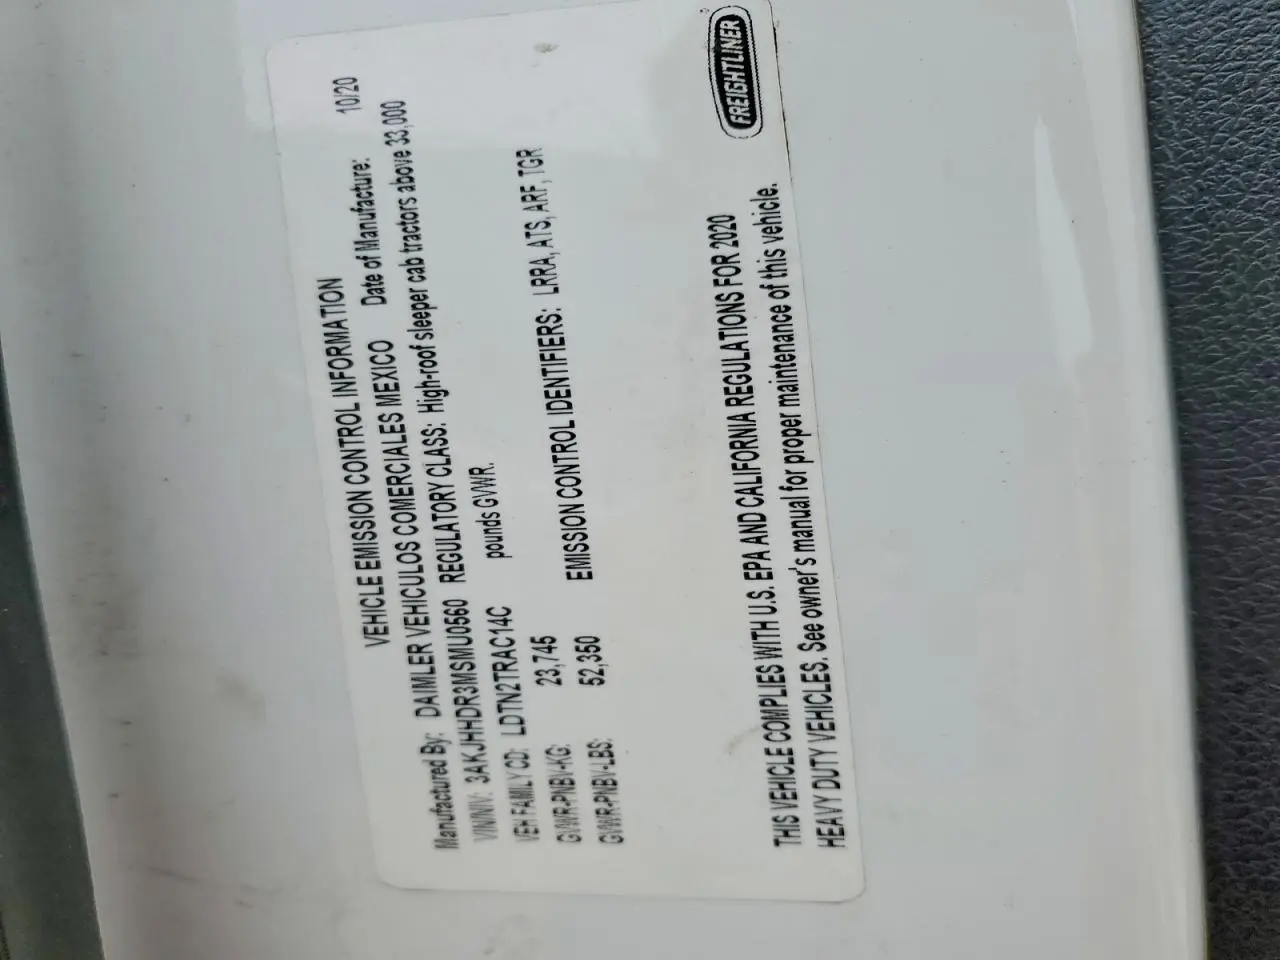 VEHICLE EMISSION CONTROL INFORMATION
Manufactured By: DAIMLER VEHICULOS COMERCIALES MEXICO Date of Manufacture: 10/20
VIN/NIV: 3AKJHHDR3MSMU0560 REGULATORY CLASS: High-roof sleeper cab tractors above 33,000
VEH FAMILY CD: LDTN2TRAC14C pounds GVWR.
GVWR-PNBV-KG: 23,745
GVWR-PNBV-LBS: 52,350 EMISSION CONTROL IDENTIFIERS: LRRA, ATS, ARF, TGR
THIS VEHICLE COMPLIES WITH U.S. EPA AND CALIFORNIA REGULATIONS FOR 2020
HEAVY DUTY VEHICLES. See owner's manual for proper maintenance of this vehicle.
FREIGHTLINER